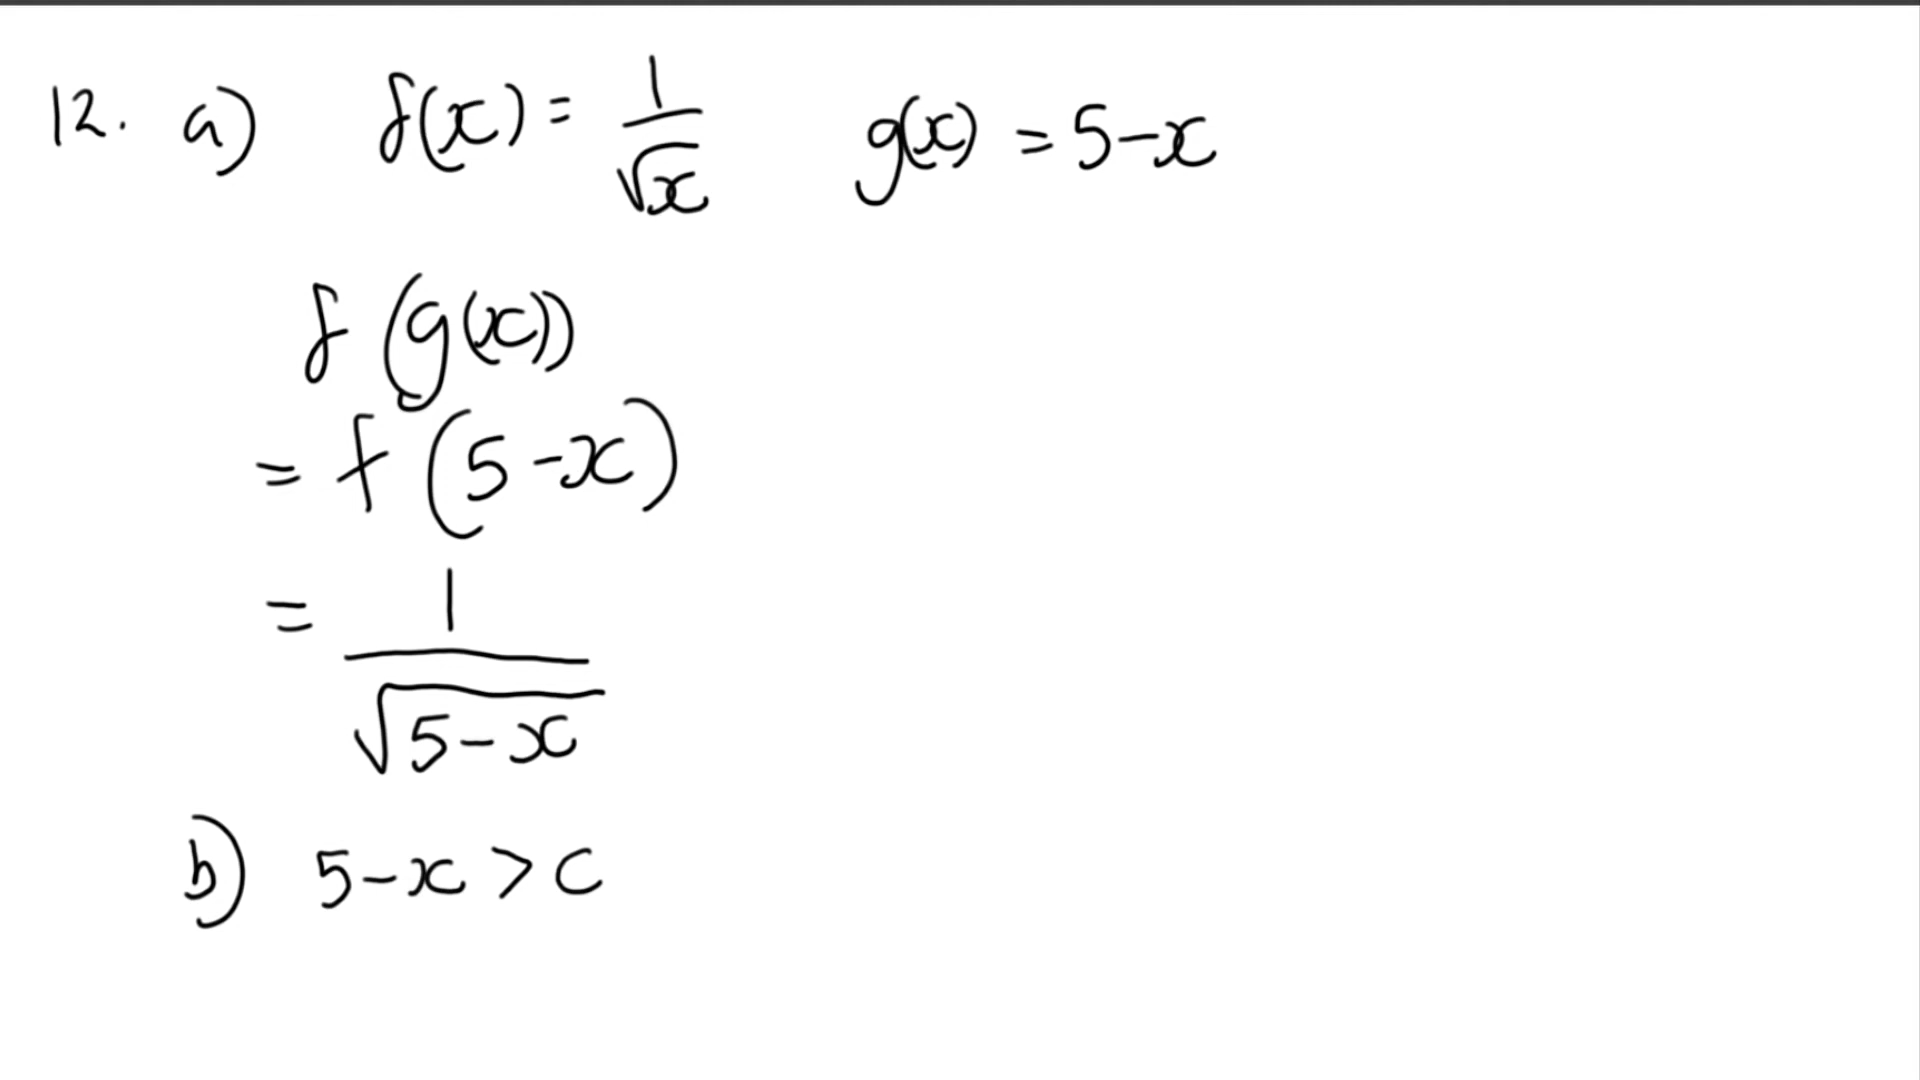 12. a) f(x) = 1/√x g(x) = 5-x
f(g(x))
= f(5-x)
= 1/√(5-x)
b) 5-x > c